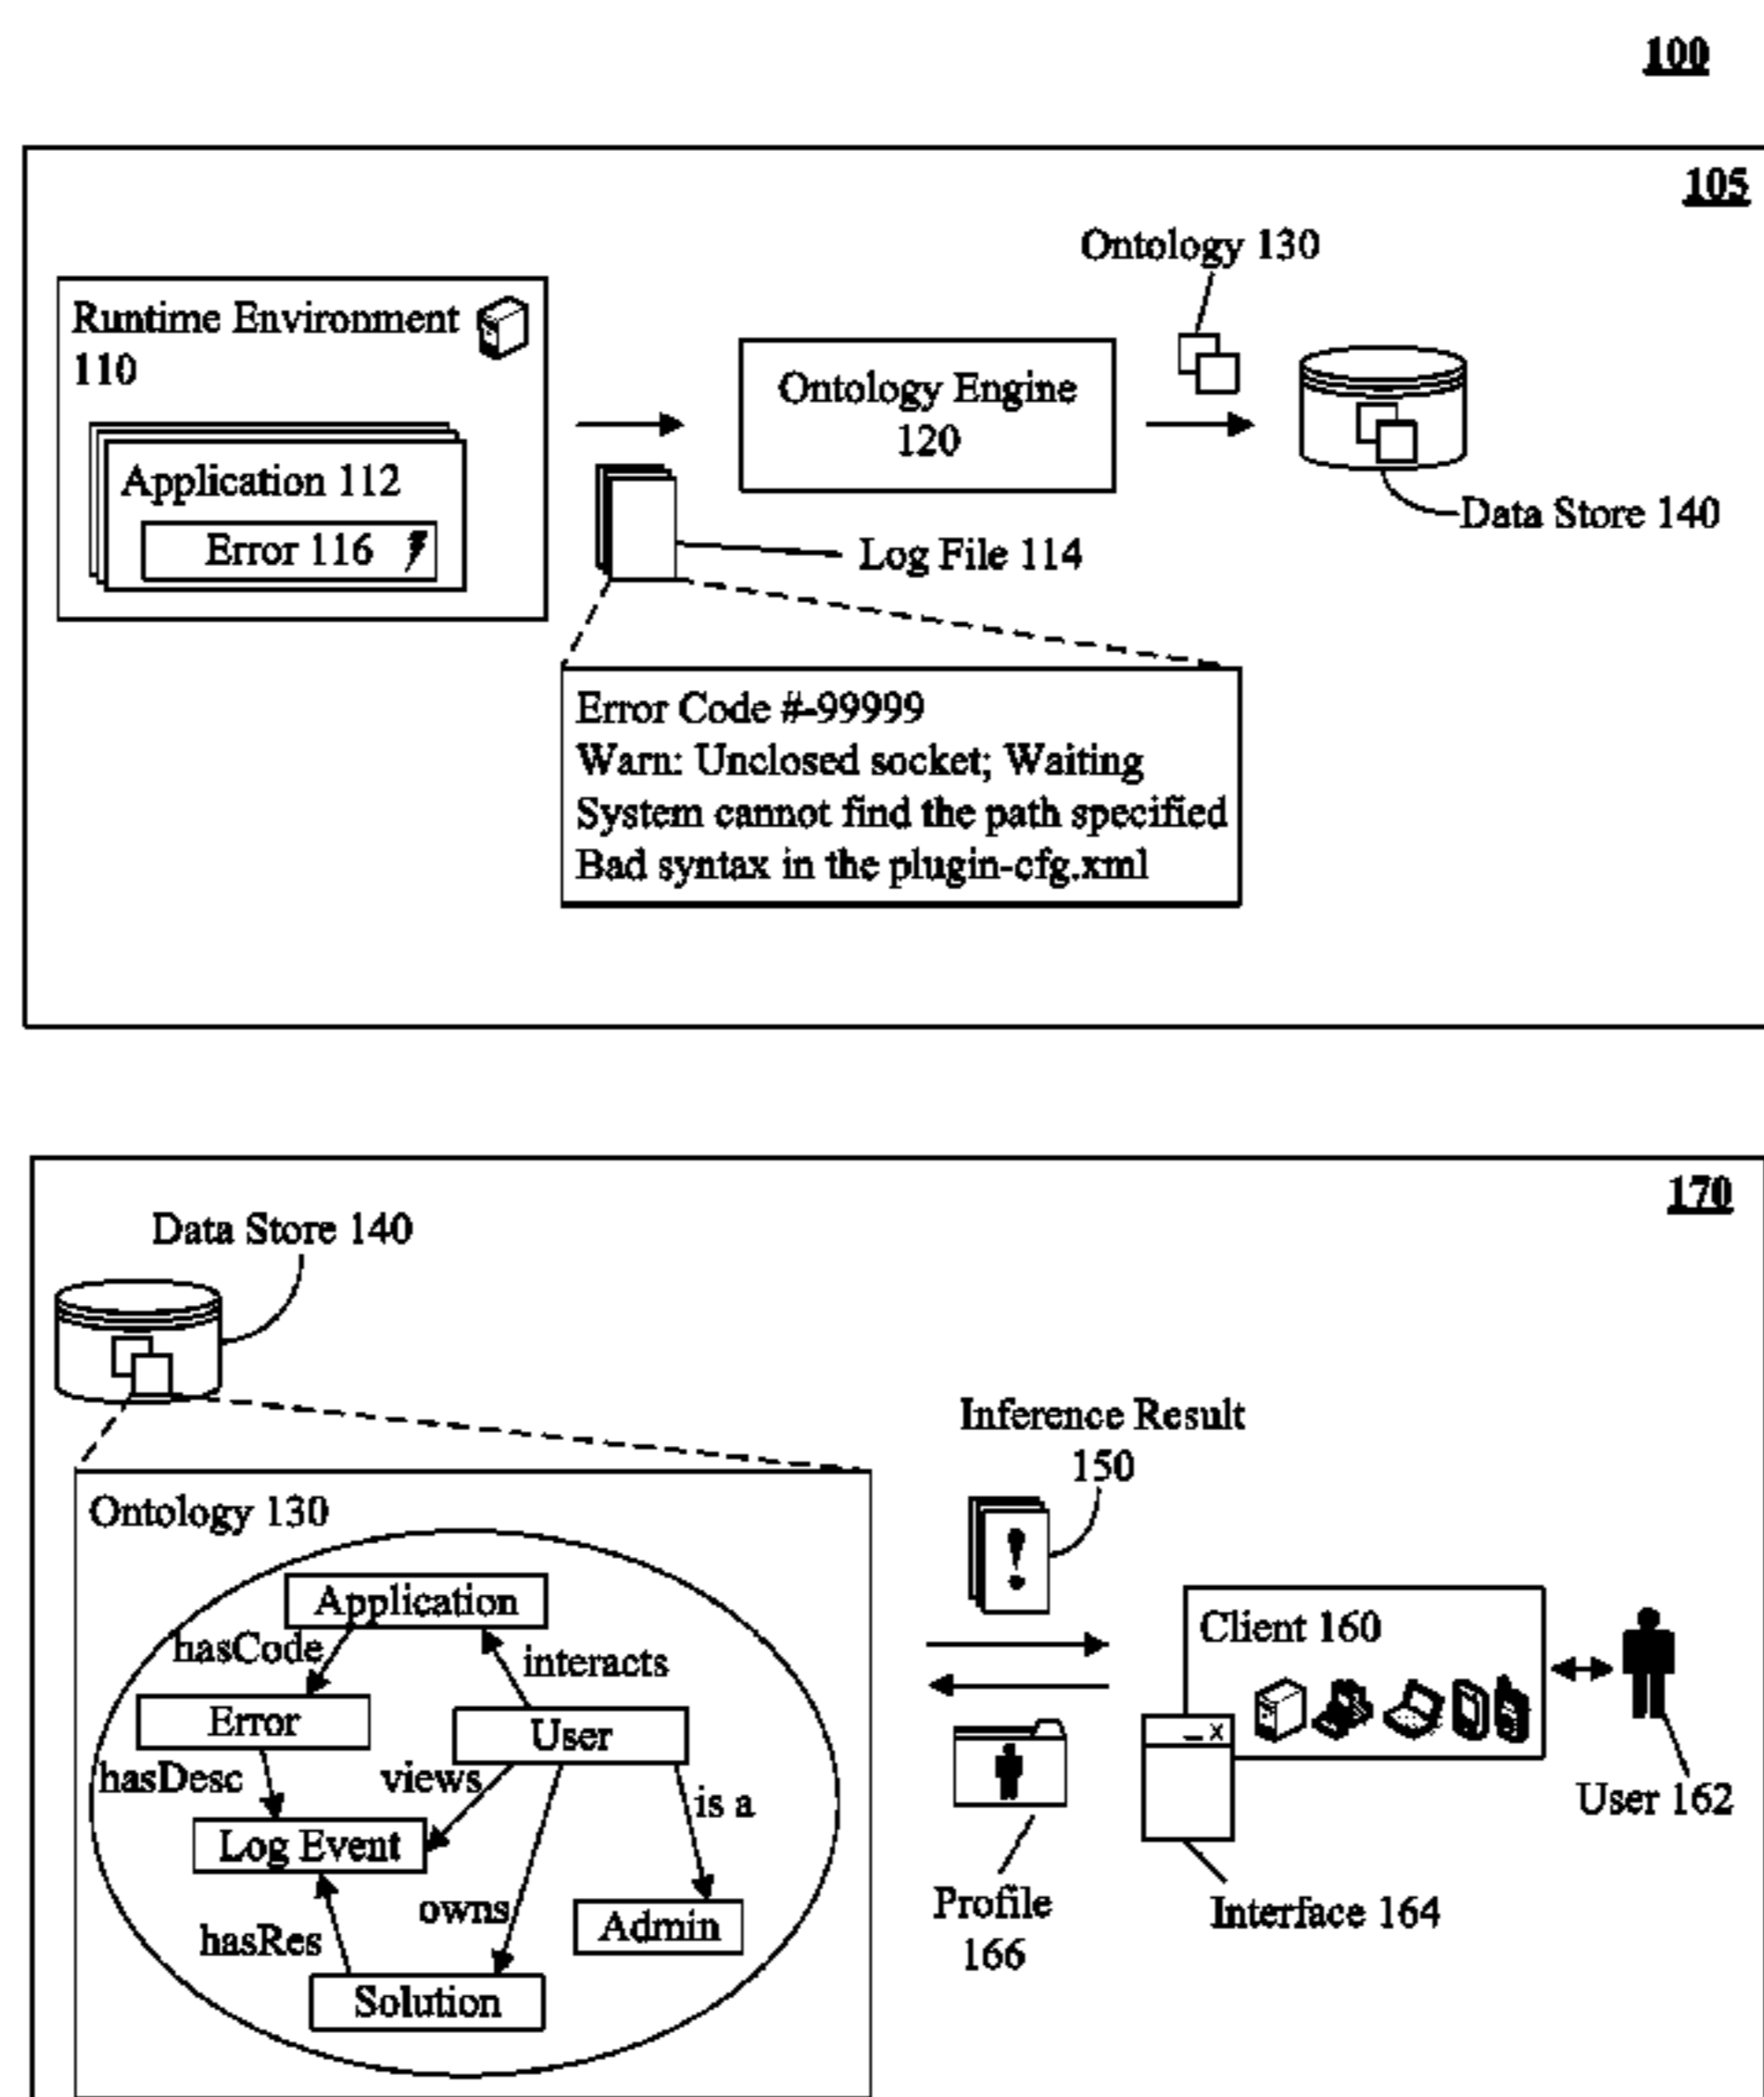 100
105
Ontology 130
Runtime Environment
110
Ontology Engine
120
Application 112
Error 116
Data Store 140
Log File 114
Error Code #-99999
Warn: Unclosed socket; Waiting
System cannot find the path specified
Bad syntax in the plugin-cfg.xml
170
Data Store 140
Inference Result
150
!
Ontology 130
Application
hasCode
interacts
Error
User
hasDesc
views
is a
Log Event
owns
Admin
hasRes
Solution
Client 160
_ X
User 162
Profile
166
Interface 164